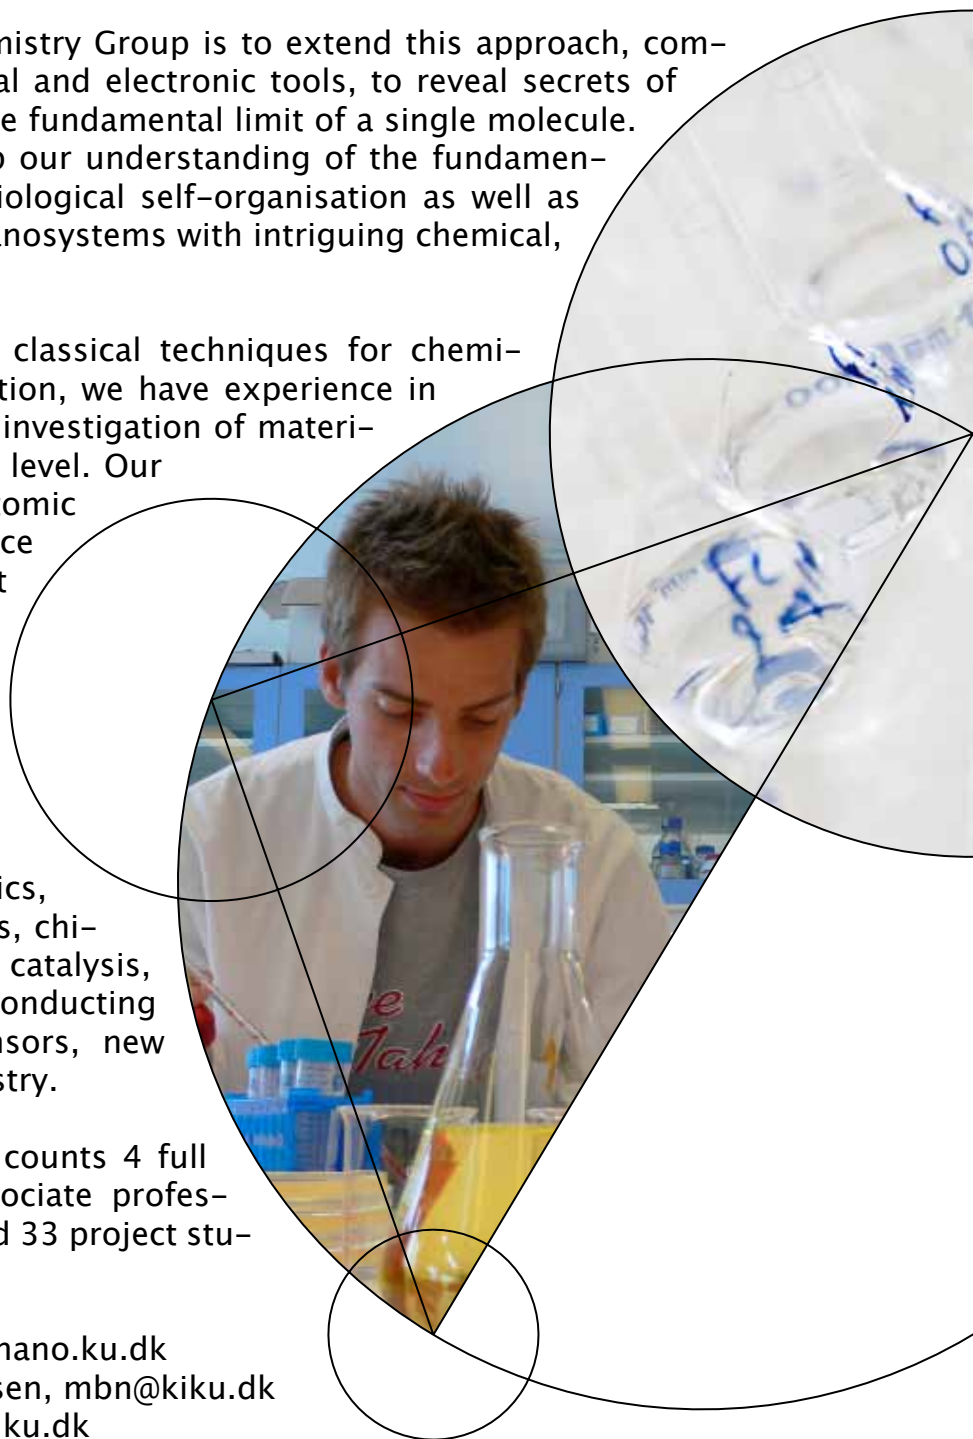 mistry Group is to extend this approach, com-
al and electronic tools, to reveal secrets of
e fundamental limit of a single molecule.
o our understanding of the fundamen-
iological self-organisation as well as
anosystems with intriguing chemical,
classical techniques for chemi-
tion, we have experience in
investigation of materi-
level. Our
tomic
ce
t
ics,
s, chi-
catalysis,
onducting
nsors, new
stry.
counts 4 full
sociate profes-
d 33 project stu-
nano.ku.dk
sen, mbn@kiku.dk
ku.dk